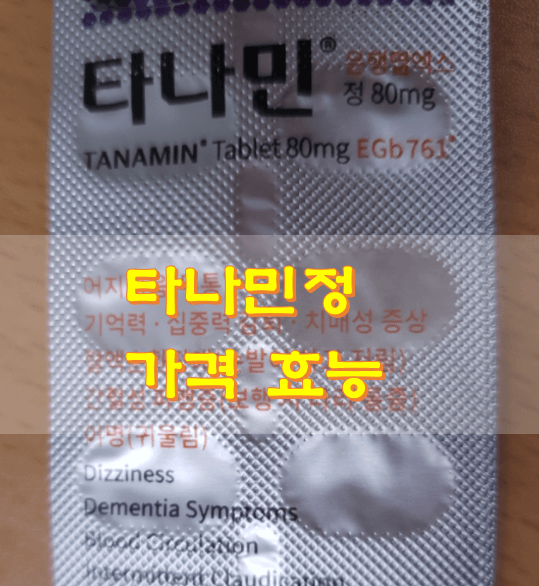 타나민® 은행엽엑스
정 80mg
TANAMIN® Tablet 80mg EGb761®
타나민정
기억력·집중력 감퇴·치매성 증상
가격 효능
이명(귀울림)
Dizziness
Dementia Symptoms
Blood Circulation
Intermittent Claudication